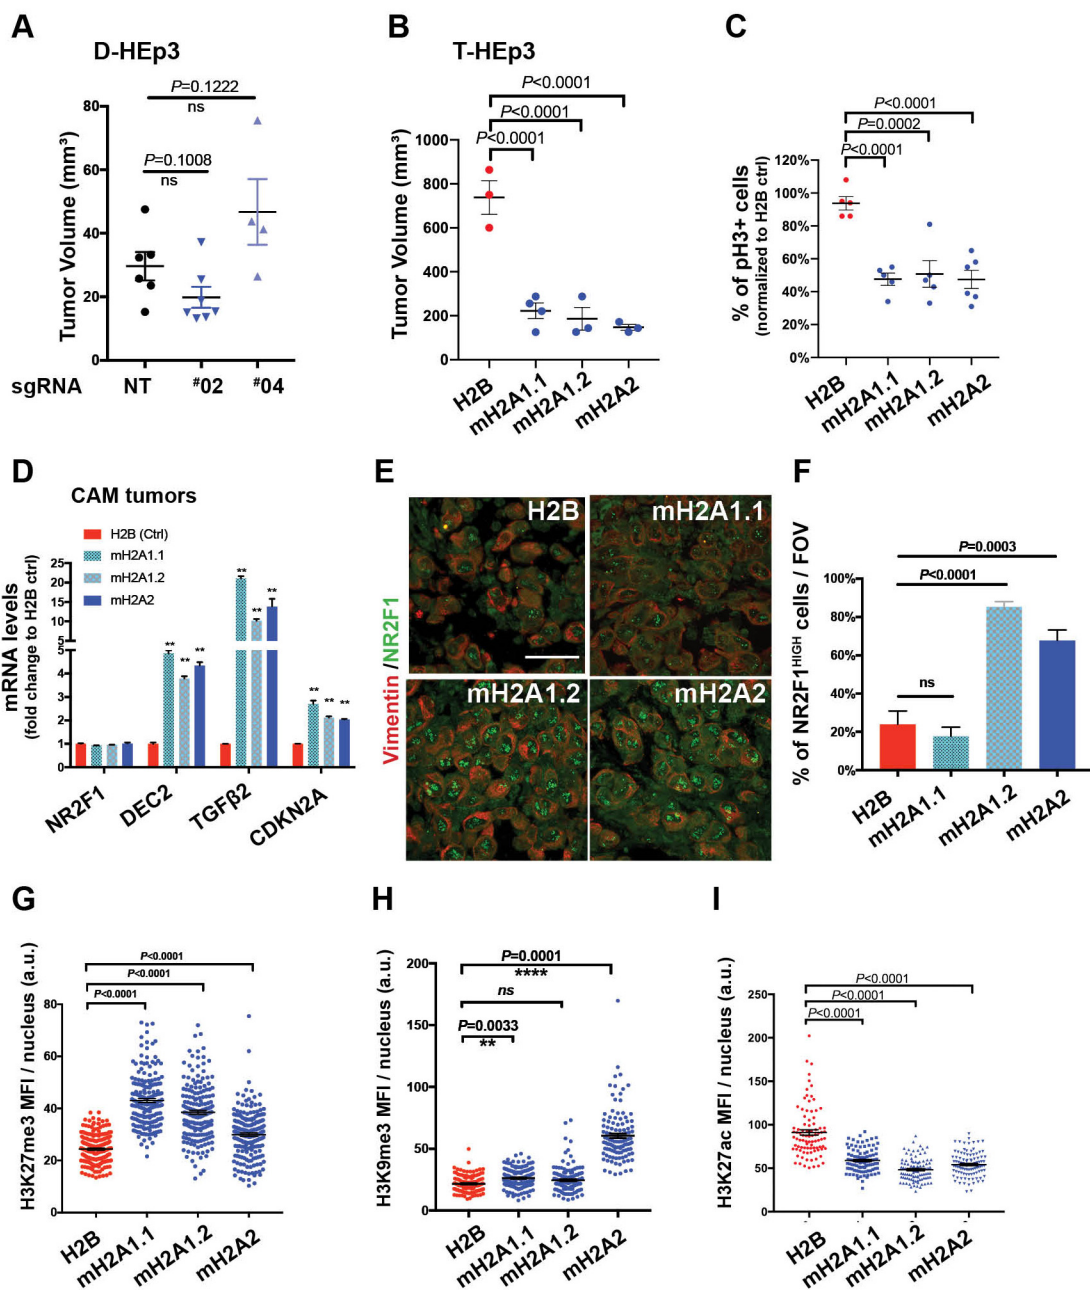 A
D-HEp3
P=0.1222
ns
P=0.1008
ns
Tumor Volume (mm³)
80
60
40
20
0
sgRNA
NT
#02
#04
B
T-HEp3
P<0.0001
P<0.0001
P<0.0001
Tumor Volume (mm³)
1000
800
600
400
200
0
H2B
mH2A1.1
mH2A1.2
mH2A2
C
P<0.0001
P=0.0002
P<0.0001
% of pH3+ cells
(normalized to H2B ctrl)
120%
100%
80%
60%
40%
20%
0%
H2B
mH2A1.1
mH2A1.2
mH2A2
D
CAM tumors
H2B (Ctrl)
mH2A1.1
mH2A1.2
mH2A2
mRNA levels
(fold change to H2B ctrl)
25
20
15
10
5
5
4
3
2
1
0
**
**
**
**
**
**
**
**
**
NR2F1
DEC2
TGFβ2
CDKN2A
E
Vimentin/NR2F1
H2B
mH2A1.1
mH2A1.2
mH2A2
F
P=0.0003
P<0.0001
ns
% of NR2F1HIGH cells / FOV
100%
80%
60%
40%
20%
0%
H2B
mH2A1.1
mH2A1.2
mH2A2
G
P<0.0001
P<0.0001
P<0.0001
H3K27me3 MFI / nucleus (a.u.)
80
60
40
20
0
H2B
mH2A1.1
mH2A1.2
mH2A2
H
P=0.0001
****
ns
P=0.0033
**
H3K9me3 MFI / nucleus (a.u.)
200
150
100
50
0
H2B
mH2A1.1
mH2A1.2
mH2A2
I
P<0.0001
P<0.0001
P<0.0001
H3K27ac MFI / nucleus (a.u.)
250
200
150
100
50
0
H2B
mH2A1.1
mH2A1.2
mH2A2